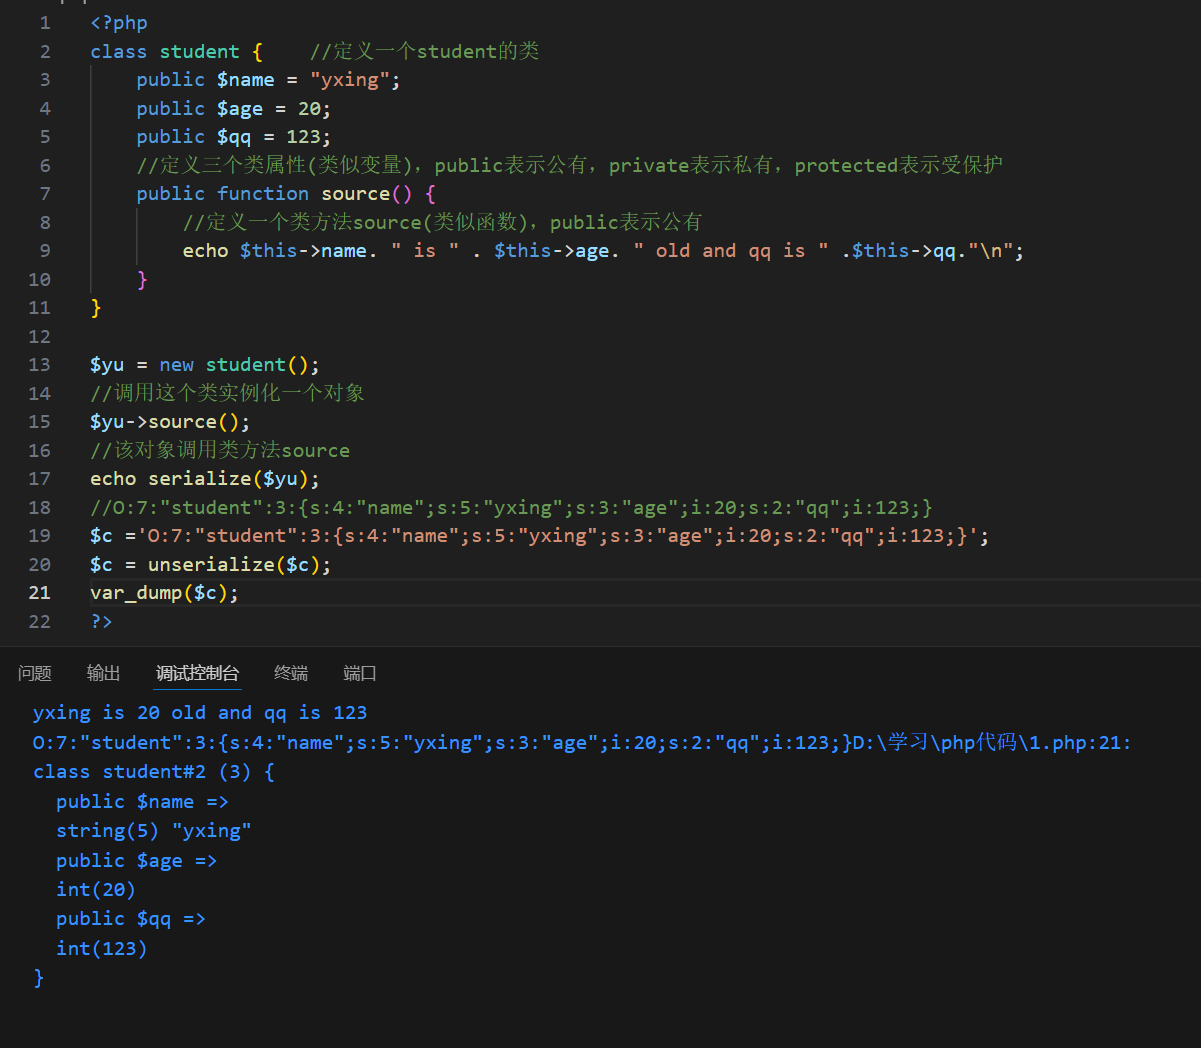 1 <?php
2 class student {    //定义一个student的类
3     public $name = "yxing";
4     public $age = 20;
5     public $qq = 123;
6     //定义三个类属性(类似变量)，public表示公有，private表示私有，protected表示受保护
7     public function source() {
8         //定义一个类方法source(类似函数)，public表示公有
9         echo $this->name. " is " . $this->age. " old and qq is " .$this->qq."\n";
10     }
11 }
12
13 $yu = new student();
14 //调用这个类实例化一个对象
15 $yu->source();
16 //该对象调用类方法source
17 echo serialize($yu);
18 //O:7:"student":3:{s:4:"name";s:5:"yxing";s:3:"age";i:20;s:2:"qq";i:123;}
19 $c ='O:7:"student":3:{s:4:"name";s:5:"yxing";s:3:"age";i:20;s:2:"qq";i:123;}';
20 $c = unserialize($c);
21 var_dump($c);
22 ?>
问题 输出 调试控制台 终端 端口
yxing is 20 old and qq is 123
O:7:"student":3:{s:4:"name";s:5:"yxing";s:3:"age";i:20;s:2:"qq";i:123;}D:\学习\php代码\1.php:21:
class student#2 (3) {
  public $name =>
  string(5) "yxing"
  public $age =>
  int(20)
  public $qq =>
  int(123)
}